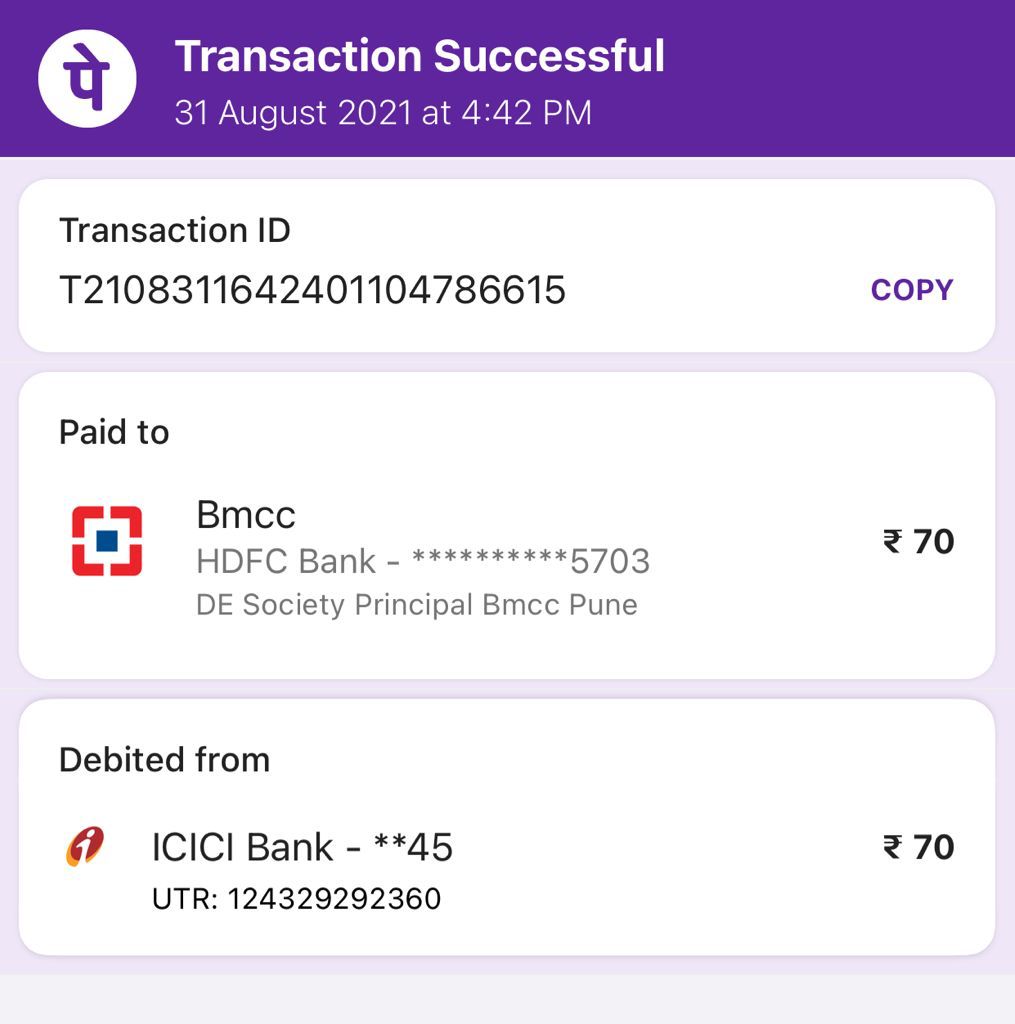 पे
Transaction Successful
31 August 2021 at 4:42 PM
Transaction ID
T2108311642401104786615
COPY
Paid to
Bmcc
₹ 70
HDFC Bank - **********5703
DE Society Principal Bmcc Pune
Debited from
ICICI Bank - **45
₹ 70
UTR: 124329292360